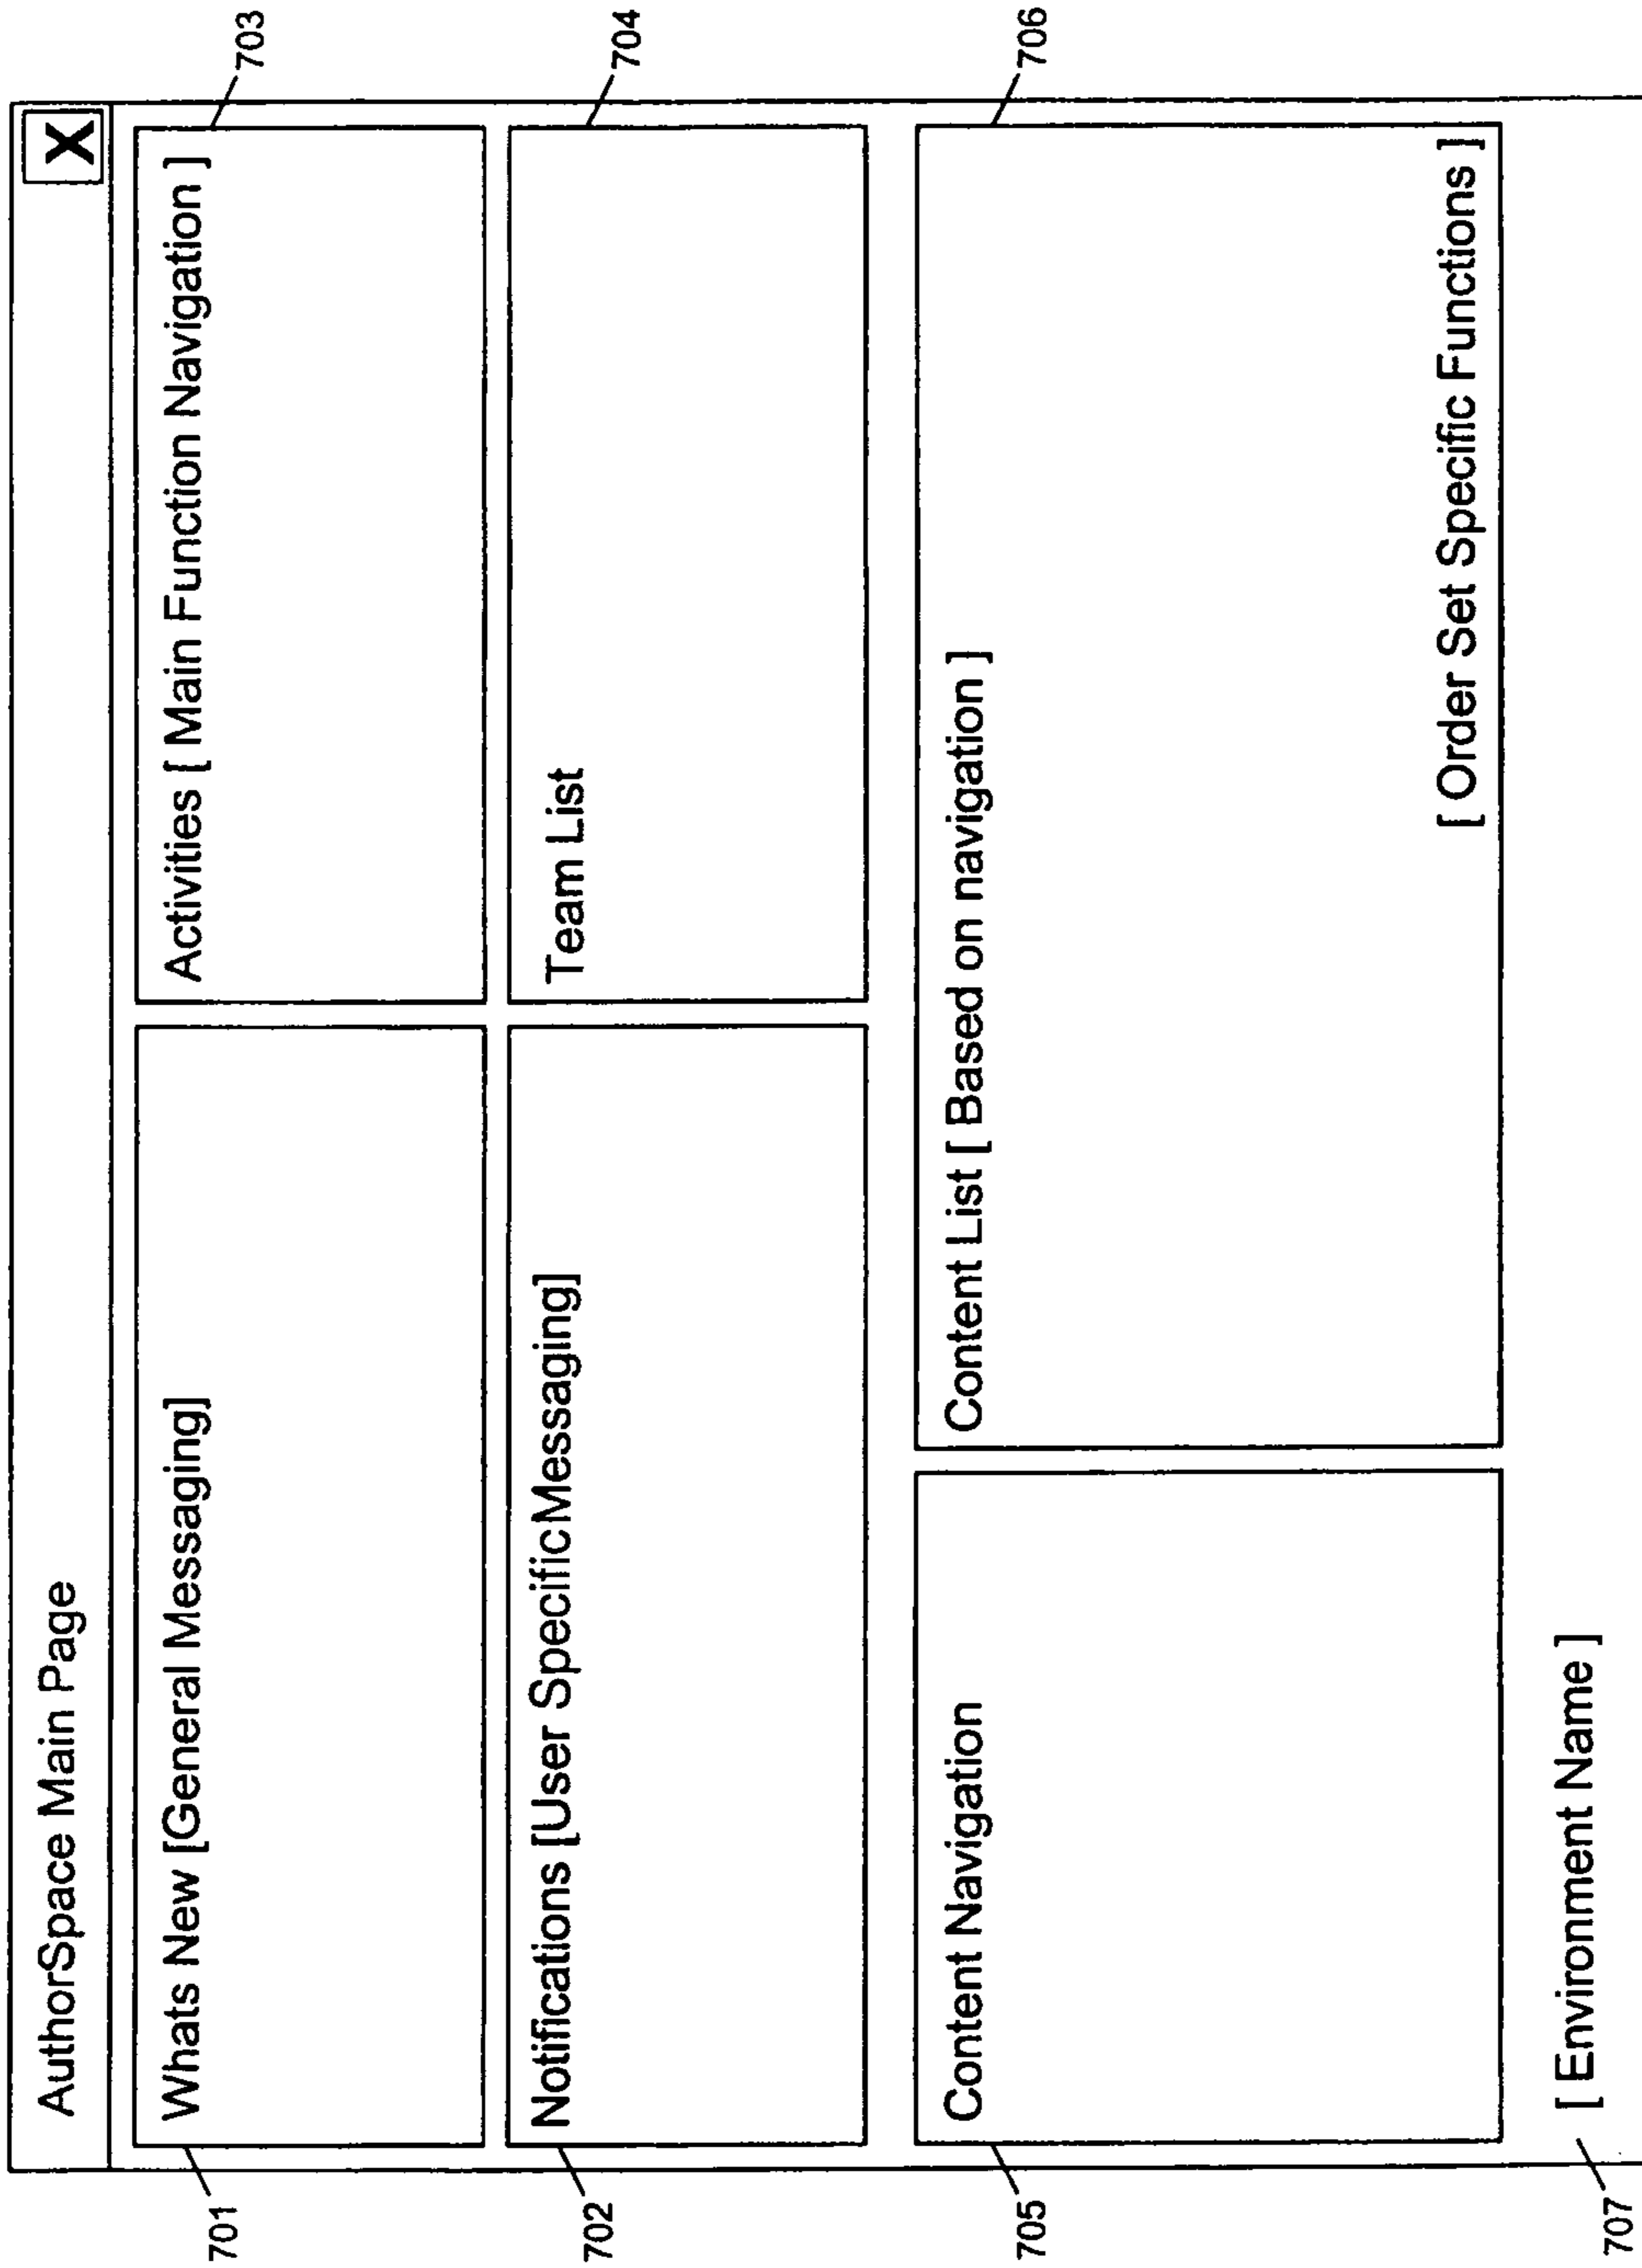 AuthorSpace Main Page
X
701
Whats New [General Messaging]
Activities [ Main Function Navigation ]
703
702
Notifications [User SpecificMessaging]
Team List
704
705
Content Navigation
Content List [ Based on navigation ]
706
[ Order Set Specific Functions ]
707
[ Environment Name ]